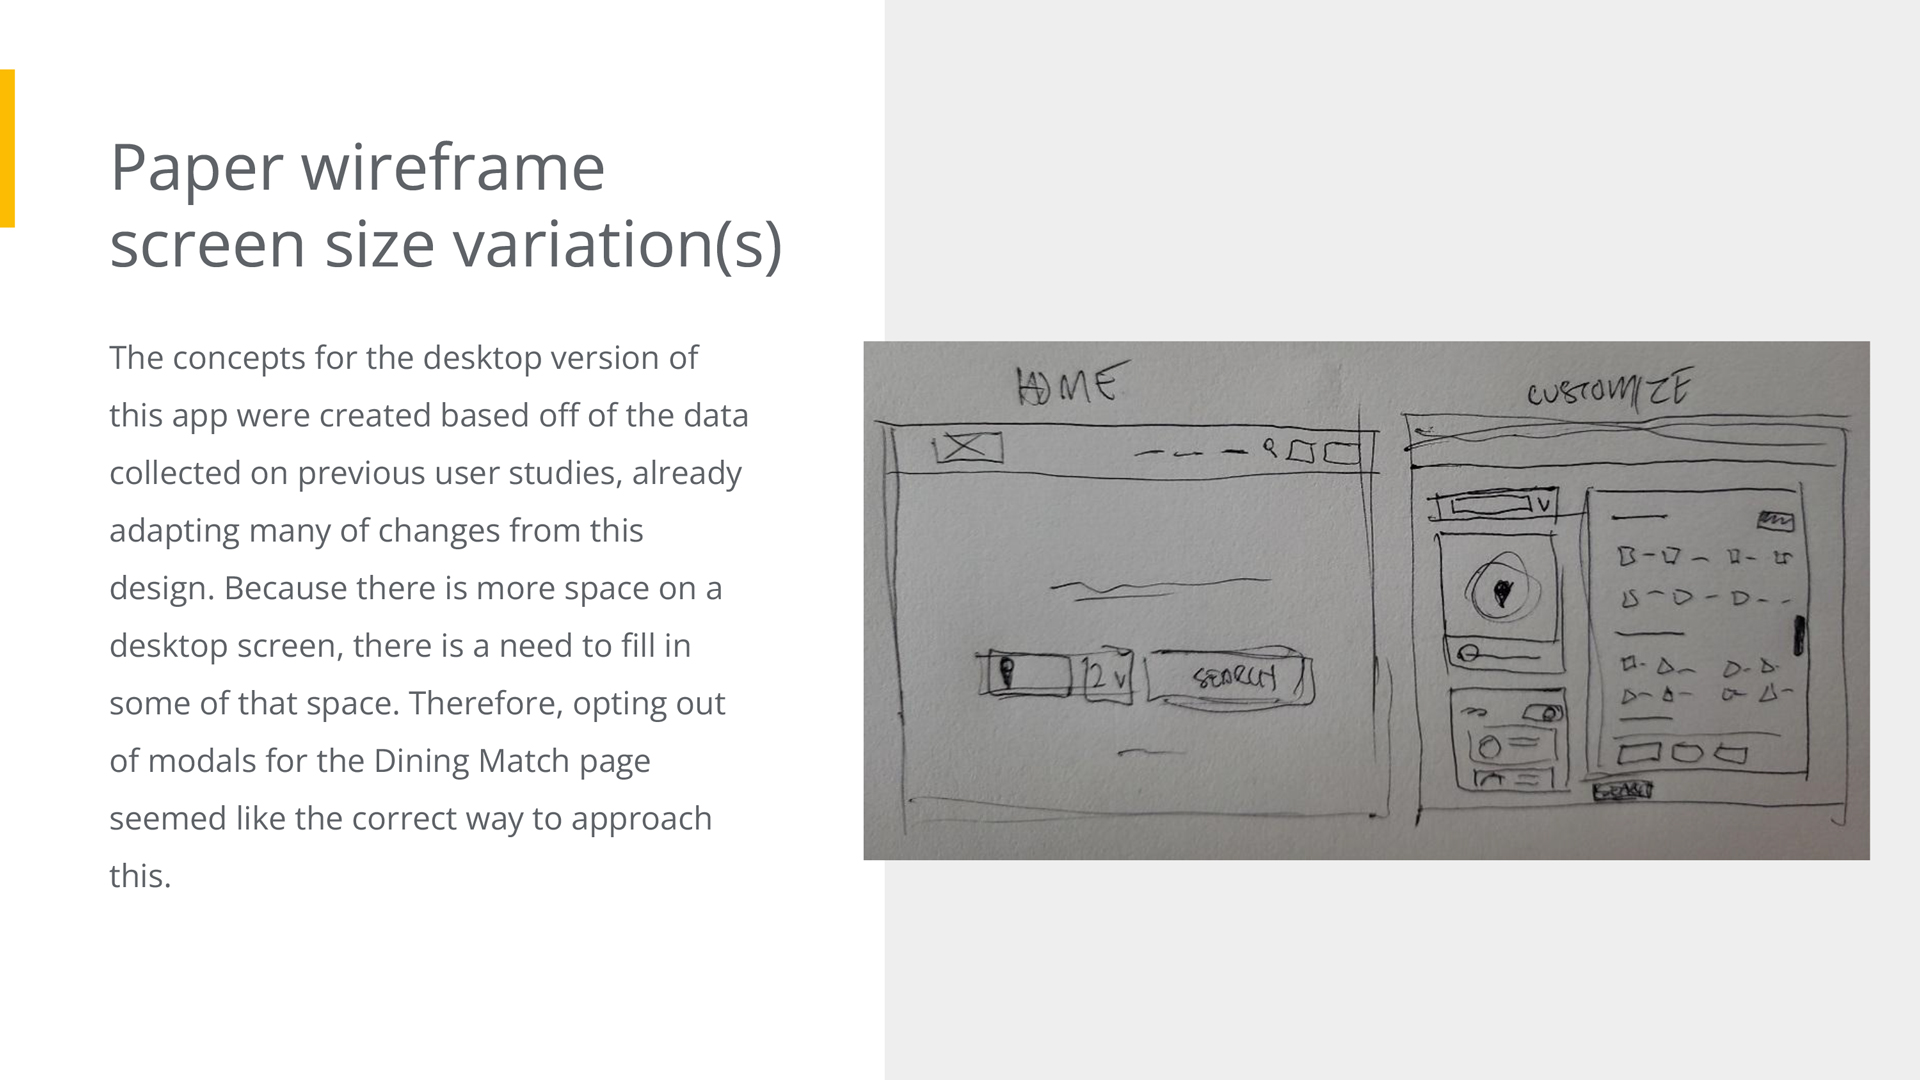 Paper wireframe
screen size variation(s)
The concepts for the desktop version of
this app were created based off of the data
collected on previous user studies, already
adapting many of changes from this
design. Because there is more space on a
desktop screen, there is a need to fill in
some of that space. Therefore, opting out
of modals for the Dining Match page
seemed like the correct way to approach
this.
HOME
2 V SEARCH
CUSTOMIZE
V
SEARCH